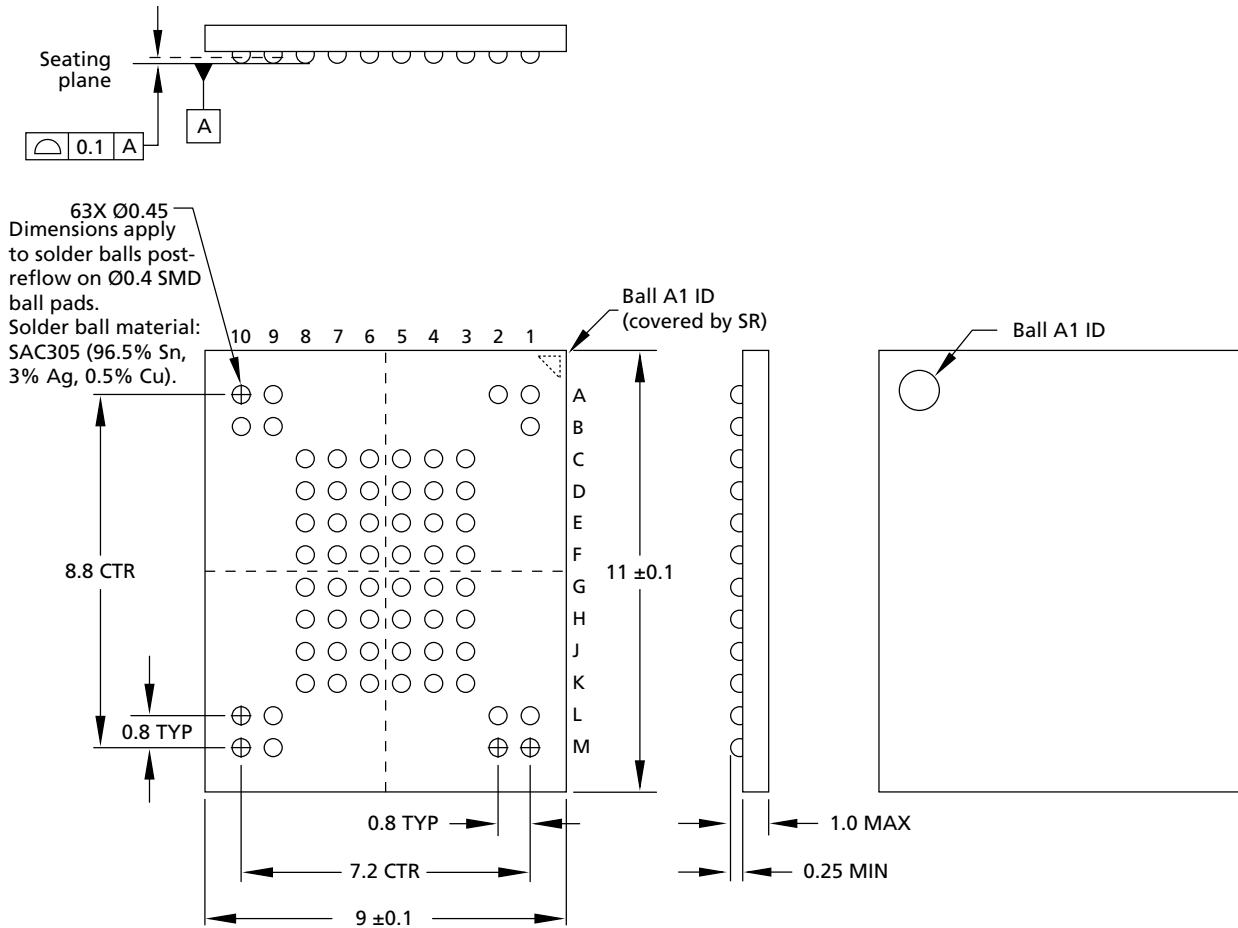 Seating
plane
0.1 A
A
63X Ø0.45
Dimensions apply
to solder balls post-
reflow on Ø0.4 SMD
ball pads.
Solder ball material:
SAC305 (96.5% Sn,
3% Ag, 0.5% Cu).
Ball A1 ID
(covered by SR)
Ball A1 ID
10 9 8 7 6 5 4 3 2 1
A
B
C
D
E
F
G
H
J
K
L
M
8.8 CTR
11 ±0.1
0.8 TYP
0.8 TYP
1.0 MAX
7.2 CTR
0.25 MIN
9 ±0.1